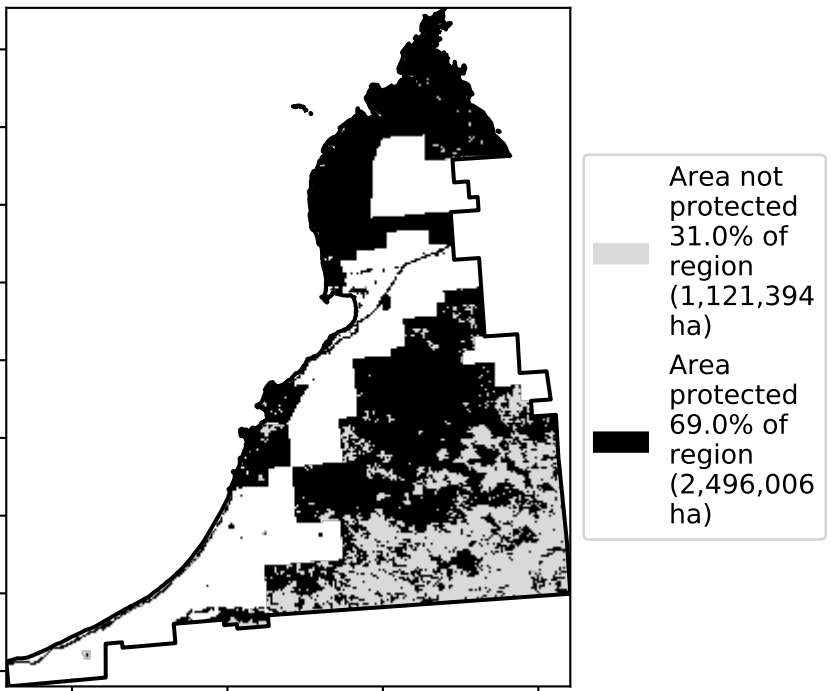 Area not
protected
31.0% of
region
(1,121,394
ha)
Area
protected
69.0% of
region
(2,496,006
ha)